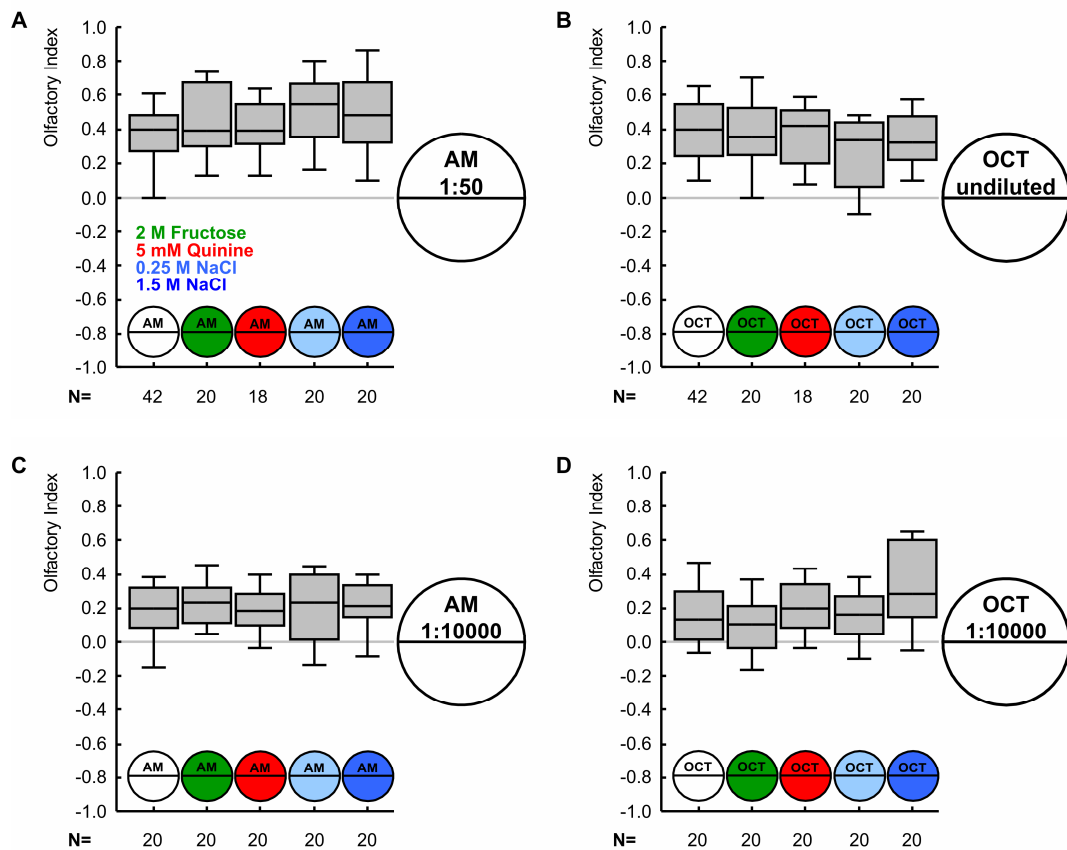 A
Olfactory Index
1.0
0.8
0.6
0.4
0.2
0.0
-0.2
-0.4
-0.6
-0.8
-1.0
AM
1:50
2 M Fructose
5 mM Quinine
0.25 M NaCl
1.5 M NaCl
AM AM AM AM AM
N= 42 20 18 20 20
B
Olfactory Index
1.0
0.8
0.6
0.4
0.2
0.0
-0.2
-0.4
-0.6
-0.8
-1.0
OCT
undiluted
OCT OCT OCT OCT OCT
N= 42 20 18 20 20
C
Olfactory Index
1.0
0.8
0.6
0.4
0.2
0.0
-0.2
-0.4
-0.6
-0.8
-1.0
AM
1:10000
AM AM AM AM AM
N= 20 20 20 20 20
D
Olfactory Index
1.0
0.8
0.6
0.4
0.2
0.0
-0.2
-0.4
-0.6
-0.8
-1.0
OCT
1:10000
OCT OCT OCT OCT OCT
N= 20 20 20 20 20